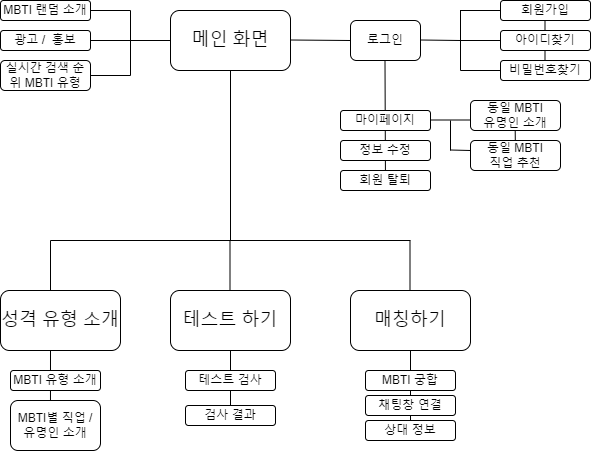 MBTI 랜덤 소개
광고 / 홍보
실시간 검색 순
위 MBTI 유형
메인 화면
로그인
회원가입
아이디찾기
비밀번호찾기
마이페이지
정보 수정
회원 탈퇴
동일 MBTI
유명인 소개
동일 MBTI
직업 추천
성격 유형 소개
MBTI 유형 소개
MBTI별 직업 /
유명인 소개
테스트 하기
테스트 검사
검사 결과
매칭하기
MBTI 궁합
채팅창 연결
상대 정보